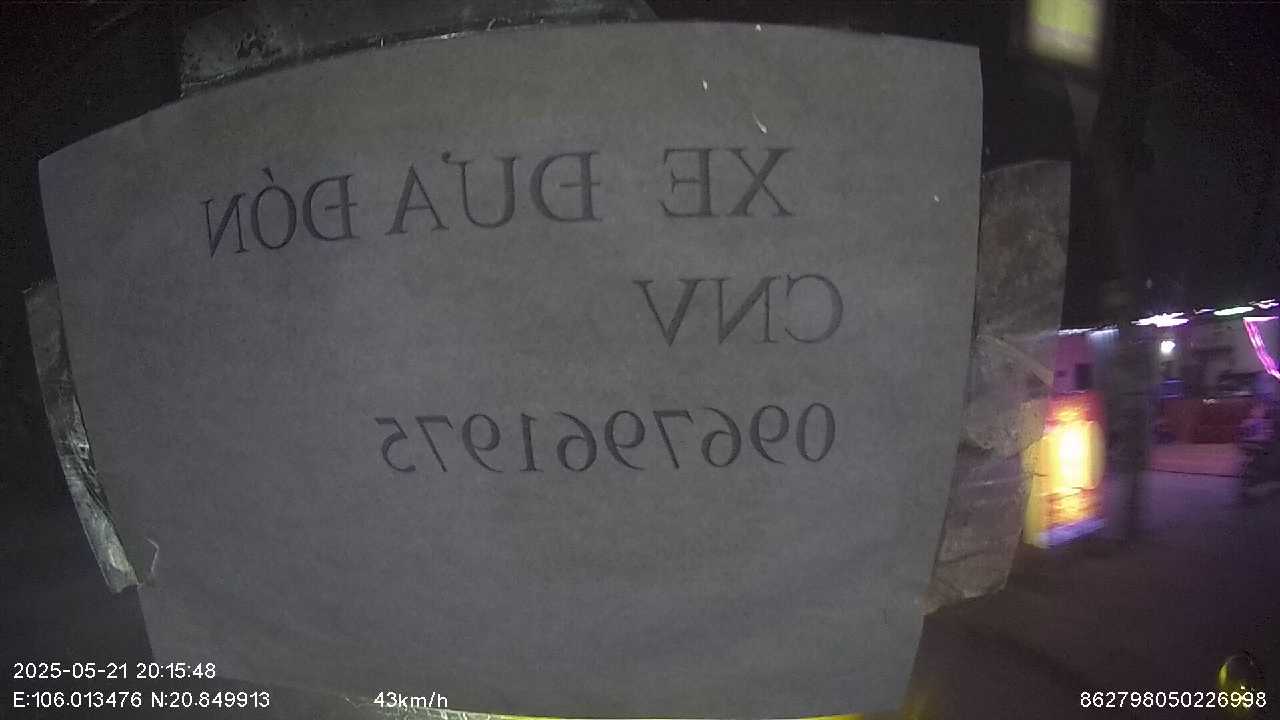 XE ĐƯA ĐÓN
CNV
0967961975
2025-05-21 20:15:48
E:106.013476 N:20.849913
43km/h
862798050226998